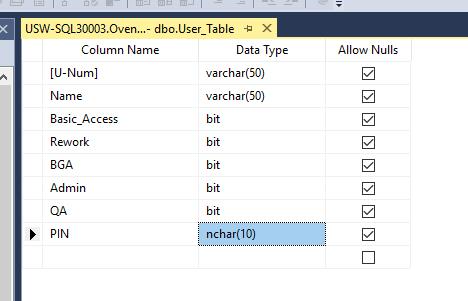 USW-SQL30003.Oven...- dbo.User_Table
Column Name Data Type Allow Nulls
[U-Num] varchar(50)
Name varchar(50)
Basic_Access bit
Rework bit
BGA bit
Admin bit
QA bit
PIN nchar(10)